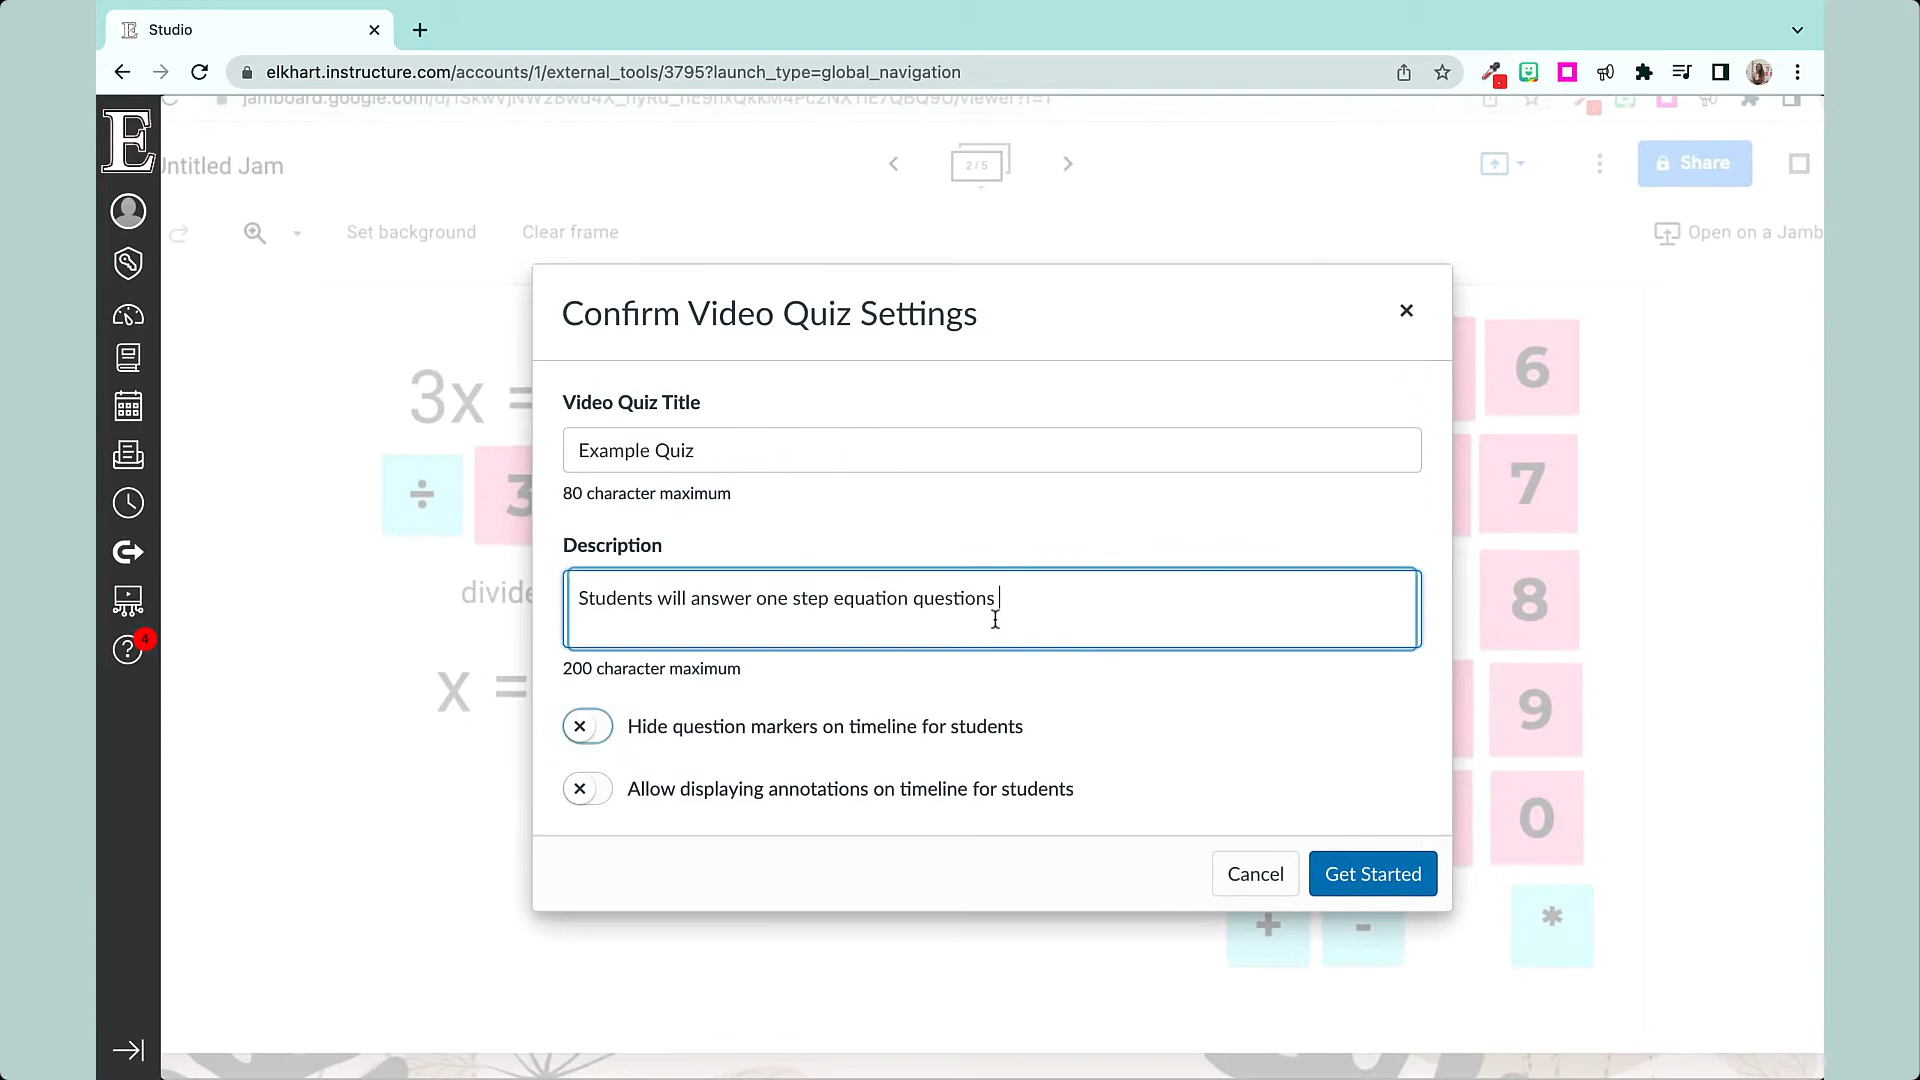 Studio
elkhart.instructure.com/accounts/1/external_tools/3795?launch_type=global_navigation
E
Untitled Jam
2 / 5
Share
Set background
Clear frame
Open on a Jamb
Confirm Video Quiz Settings
Video Quiz Title
Example Quiz
80 character maximum
Description
Students will answer one step equation questions
200 character maximum
Hide question markers on timeline for students
Allow displaying annotations on timeline for students
Cancel
Get Started
3x =
÷ 3
divide
x =
6
7
8
9
0
+ - *
4